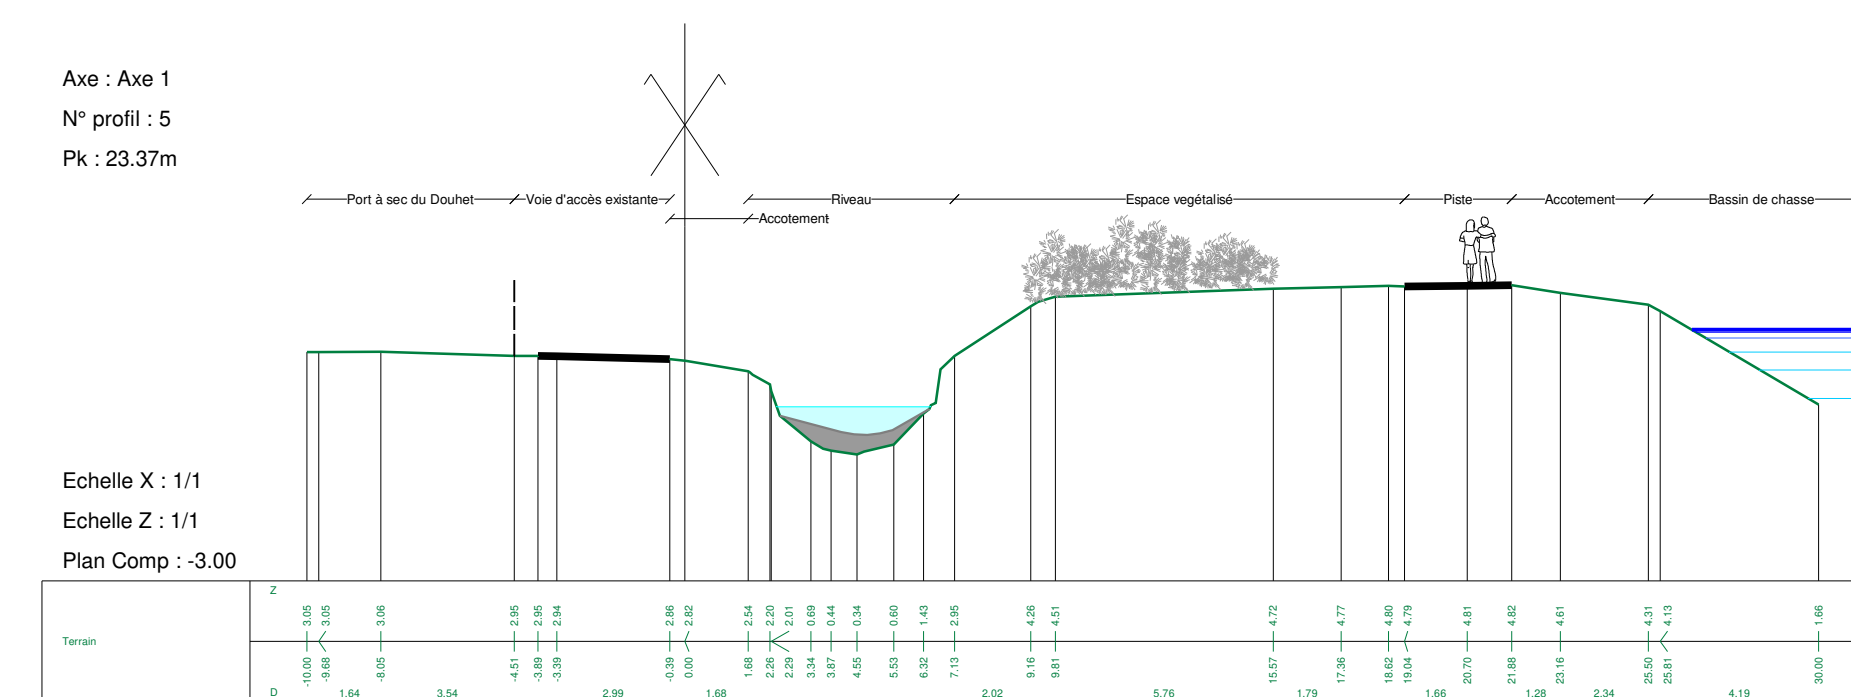 Axe : Axe 1
N° profil : 5
Pk : 23.37m
Port à sec du Douhet Voie d'accès existante Riveau Espace vegétalisé Piste Accotement Bassin de chasse
Accotement
Echelle X : 1/1
Echelle Z : 1/1
Plan Comp : -3.00
Z
3.05 3.05 3.06 2.95 2.95 2.94 2.86 2.82 2.54 2.20 2.01 0.69 0.44 0.34 0.60 1.43 2.95 4.26 4.51 4.72 4.77 4.80 4.79 4.81 4.82 4.61 4.31 4.13 1.66
Terrain
-10.00 -9.68 -8.05 -4.51 -3.89 -3.39 -0.39 0.00 1.68 2.26 2.29 3.34 3.87 4.55 5.53 6.32 7.13 9.16 9.81 15.57 17.36 18.62 19.04 20.70 21.88 23.16 25.50 25.81 30.00
D 1.64 3.54 2.99 1.68 2.02 5.76 1.79 1.66 1.28 2.34 4.19